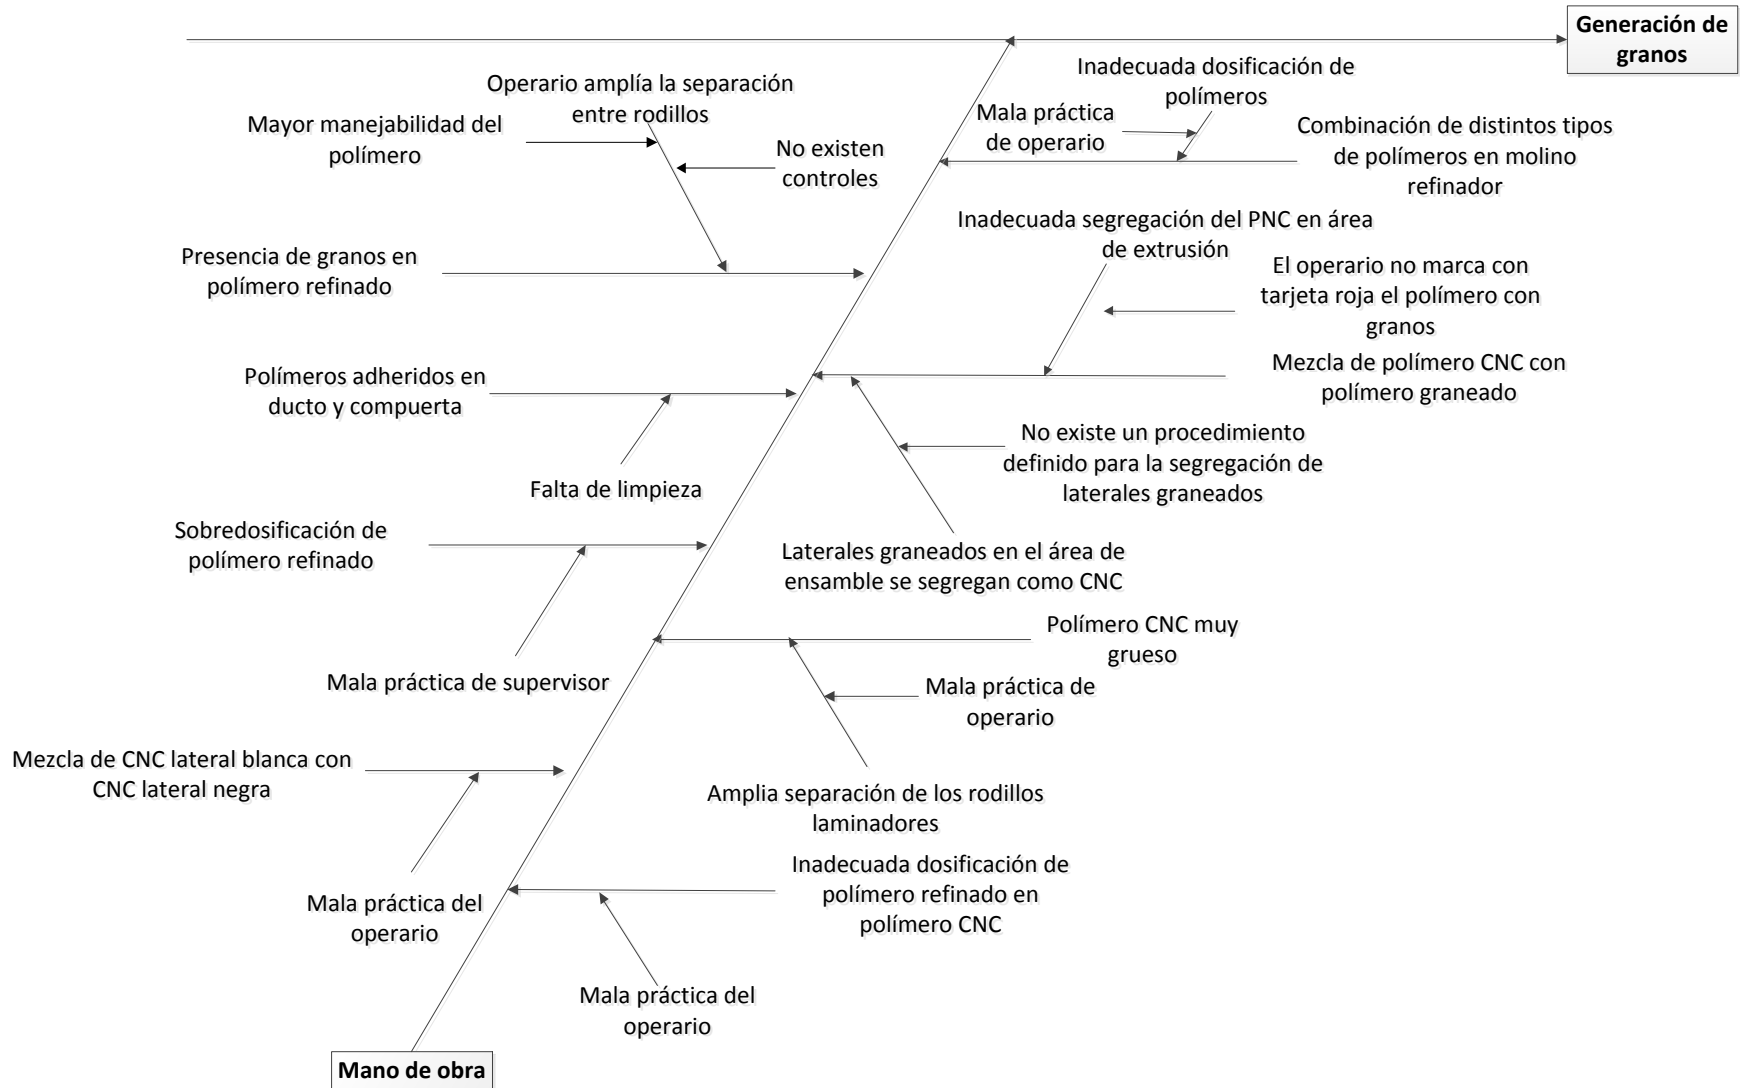 Generación de
granos
Operario amplía la separación
entre rodillos
Mayor manejabilidad del
polímero
No existen
controles
Inadecuada dosificación de
polímeros
Mala práctica
de operario
Combinación de distintos tipos
de polímeros en molino
refinador
Presencia de granos en
polímero refinado
Inadecuada segregación del PNC en área
de extrusión
El operario no marca con
tarjeta roja el polímero con
granos
Polímeros adheridos en
ducto y compuerta
Mezcla de polímero CNC con
polímero graneado
Falta de limpieza
No existe un procedimiento
definido para la segregación de
laterales graneados
Sobredosificación de
polímero refinado
Laterales graneados en el área de
ensamble se segregan como CNC
Mala práctica de supervisor
Polímero CNC muy
grueso
Mala práctica de
operario
Mezcla de CNC lateral blanca con
CNC lateral negra
Amplia separación de los rodillos
laminadores
Mala práctica del
operario
Inadecuada dosificación de
polímero refinado en
polímero CNC
Mala práctica del
operario
Mano de obra